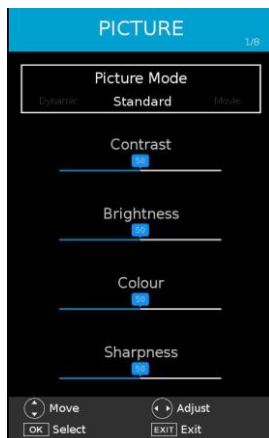 PICTURE
1/8
Picture Mode
Dynamic Standard Movie
Contrast
50
Brightness
50
Colour
50
Sharpness
50
Move Adjust
OK Select EXIT Exit